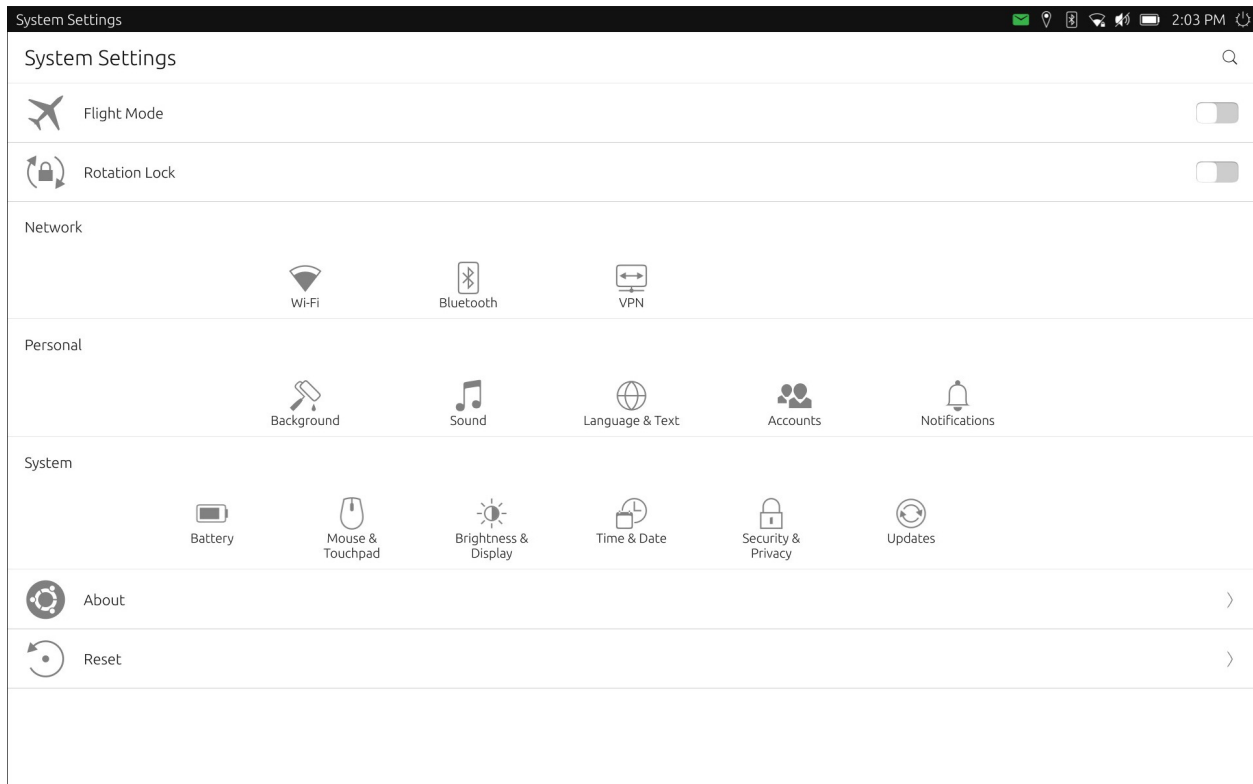 System Settings 2:03 PM
System Settings
Flight Mode
Rotation Lock
Network
Wi-Fi Bluetooth VPN
Personal
Background Sound Language & Text Accounts Notifications
System
Battery Mouse & Brightness & Time & Date Security & Updates
Touchpad Display Privacy
About
Reset